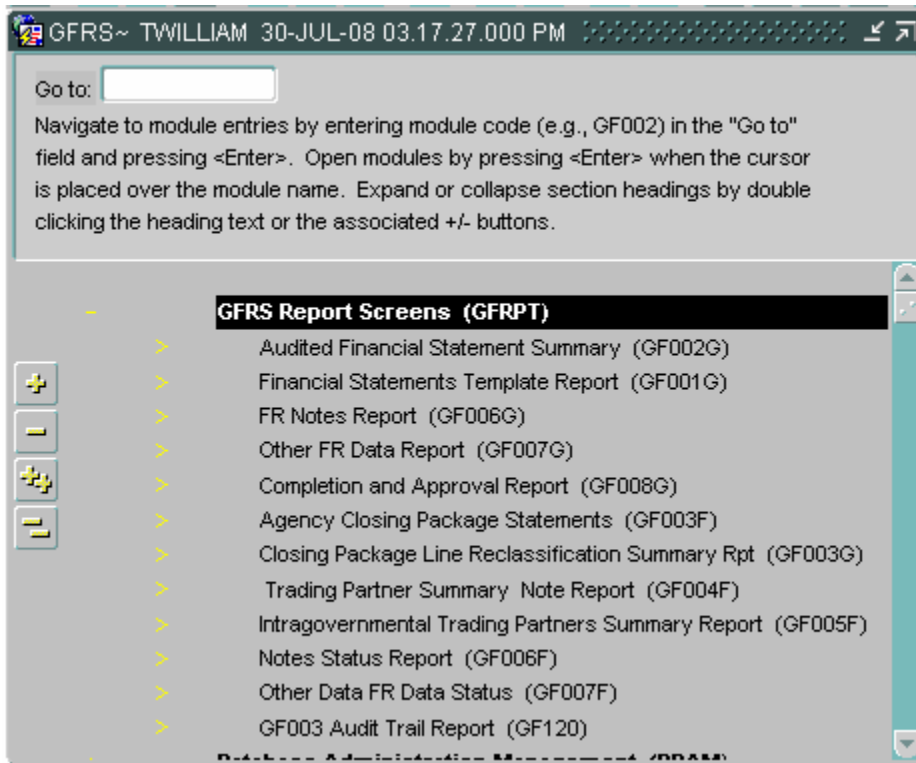 GFRS~ TWILLIAM 30-JUL-08 03.17.27.000 PM
Go to:
Navigate to module entries by entering module code (e.g., GF002) in the "Go to"
field and pressing <Enter>. Open modules by pressing <Enter> when the cursor
is placed over the module name. Expand or collapse section headings by double
clicking the heading text or the associated +/- buttons.
- GFRS Report Screens (GFRPT)
> Audited Financial Statement Summary (GF002G)
> Financial Statements Template Report (GF001G)
> FR Notes Report (GF006G)
> Other FR Data Report (GF007G)
> Completion and Approval Report (GF008G)
> Agency Closing Package Statements (GF003F)
> Closing Package Line Reclassification Summary Rpt (GF003G)
> Trading Partner Summary Note Report (GF004F)
> Intragovernmental Trading Partners Summary Report (GF005F)
> Notes Status Report (GF006F)
> Other Data FR Data Status (GF007F)
> GF003 Audit Trail Report (GF120)
Administration Management